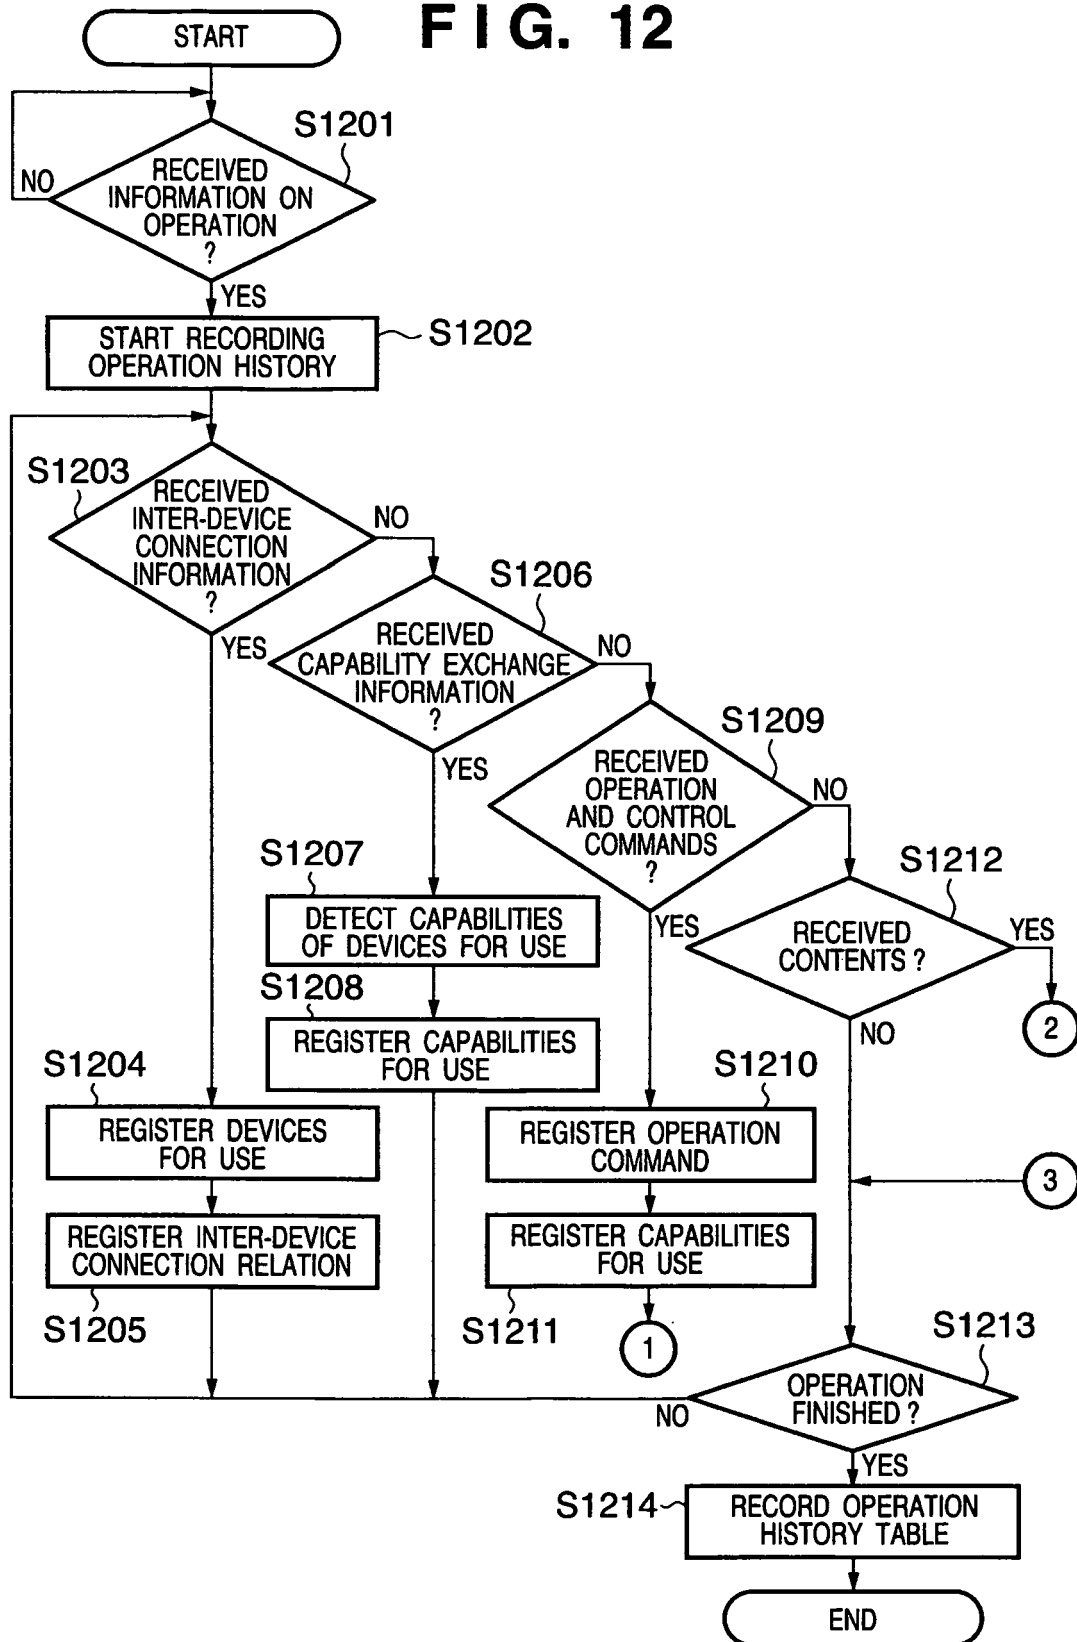 FIG. 12
START
S1201
RECEIVED
INFORMATION ON
OPERATION
?
NO
YES
START RECORDING
OPERATION HISTORY
S1202
S1203
RECEIVED
INTER-DEVICE
CONNECTION
INFORMATION
?
NO
YES
S1206
RECEIVED
CAPABILITY EXCHANGE
INFORMATION
?
NO
YES
S1209
RECEIVED
OPERATION
AND CONTROL
COMMANDS
?
NO
YES
S1207
DETECT CAPABILITIES
OF DEVICES FOR USE
S1208
REGISTER CAPABILITIES
FOR USE
S1212
RECEIVED
CONTENTS ?
YES
2
NO
S1204
REGISTER DEVICES
FOR USE
REGISTER INTER-DEVICE
CONNECTION RELATION
S1205
S1210
REGISTER OPERATION
COMMAND
REGISTER CAPABILITIES
FOR USE
S1211
1
3
S1213
OPERATION
FINISHED ?
NO
YES
S1214
RECORD OPERATION
HISTORY TABLE
END